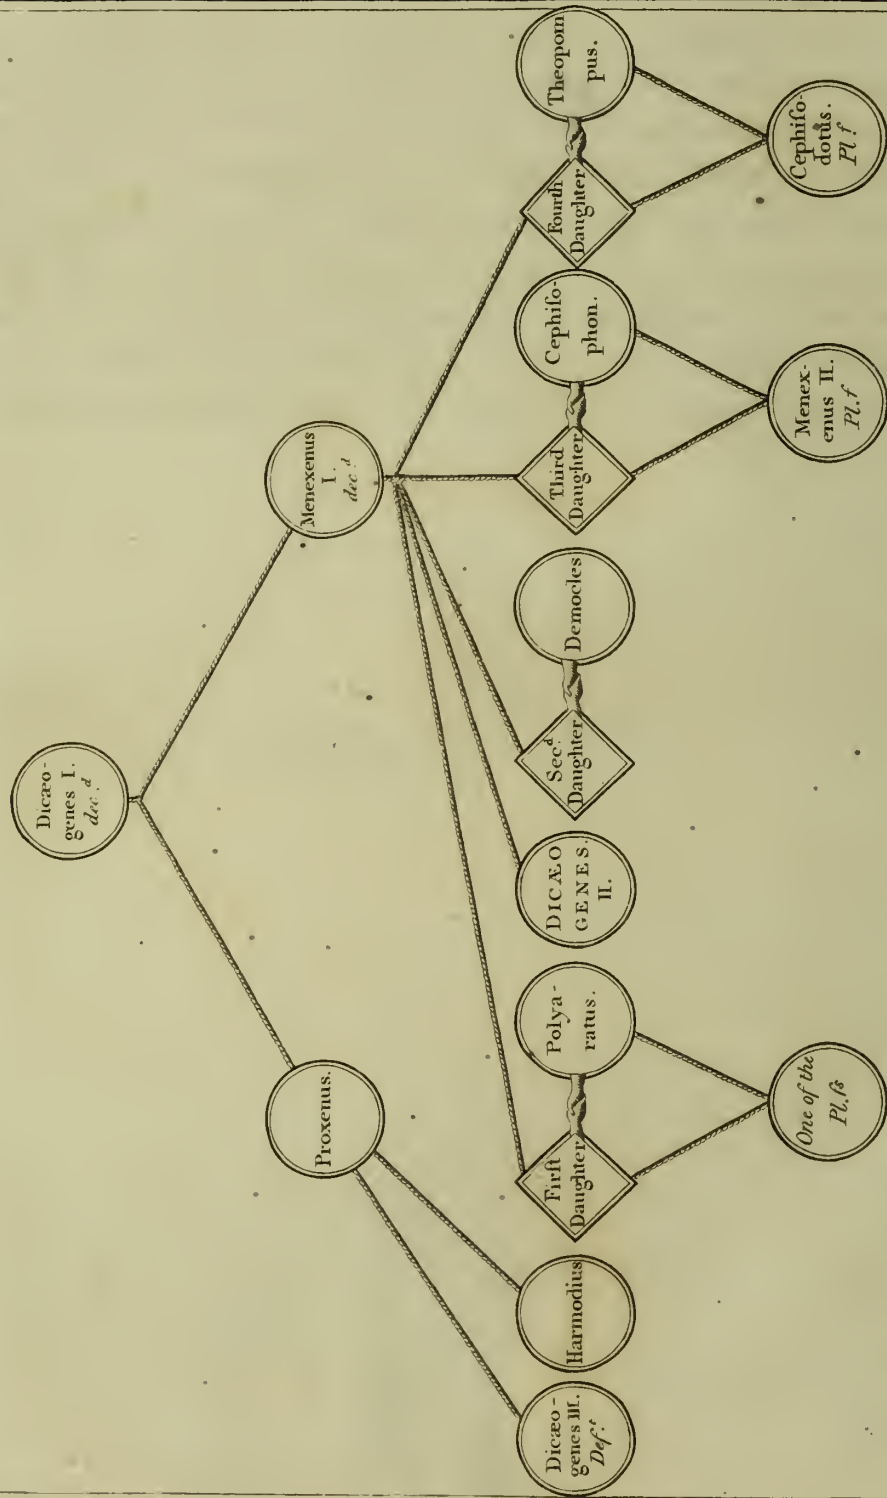 Dicæo-
genes I.
dec.d
Proxenus.
Menexenus
I.
dec.d
Dicæo-
genes III.
Def.t
Harmodius
Firſt
Daughter
Polya-
ratus.
DICÆO
GENES.
II.
Sec.d
Daughter
Democles
Third
Daughter
Cephiſo-
phon.
Fourth
Daughter
Theopom
pus.
One of the
Pl.fs
Menex-
enus II.
Pl.f
Cephiſo-
dotus.
Pl.f